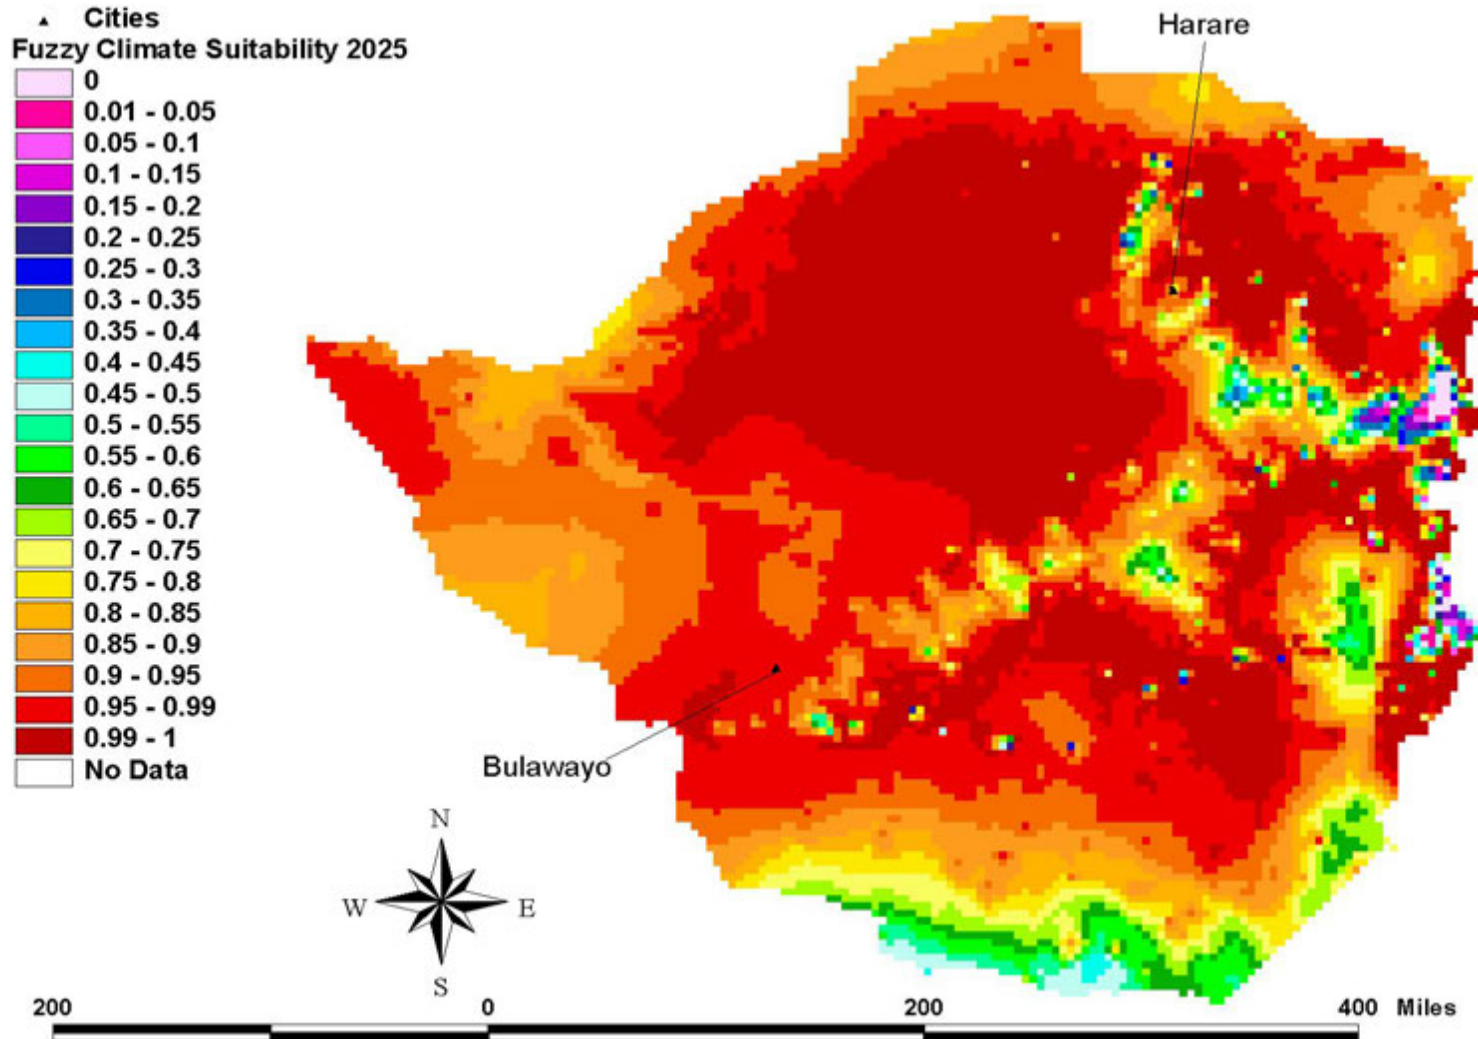 Cities
Fuzzy Climate Suitability 2025
0
0.01 - 0.05
0.05 - 0.1
0.1 - 0.15
0.15 - 0.2
0.2 - 0.25
0.25 - 0.3
0.3 - 0.35
0.35 - 0.4
0.4 - 0.45
0.45 - 0.5
0.5 - 0.55
0.55 - 0.6
0.6 - 0.65
0.65 - 0.7
0.7 - 0.75
0.75 - 0.8
0.8 - 0.85
0.85 - 0.9
0.9 - 0.95
0.95 - 0.99
0.99 - 1
No Data
Harare
Bulawayo
N
W E
S
200 0 200 400 Miles